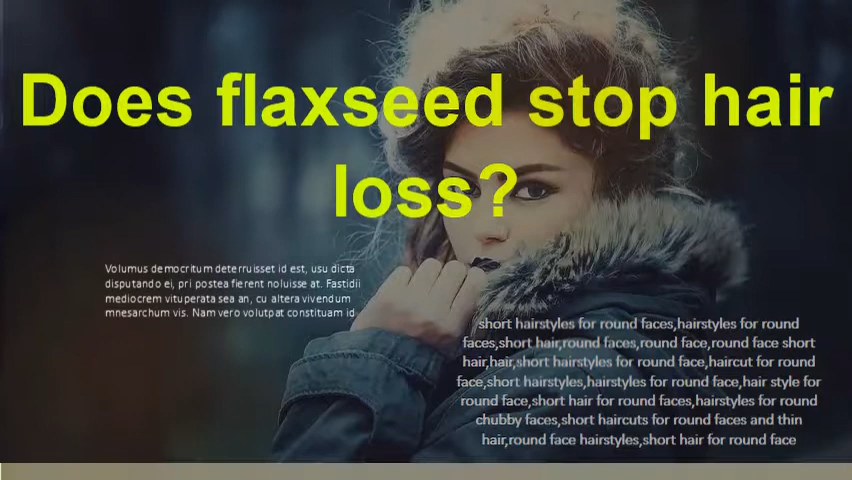 Does flaxseed stop hair
loss?
Volumus democritum deterruisset id est, usu dicta
disputando ei, pri postea fierent noluisse at. Fastidii
mediocrem vituperata sea an, cu altera vivendum
mnesarchum vis. Nam vero volutpat constituam id.
short hairstyles for round faces,hairstyles for round
faces,short hair,round faces,round face,round face short
hair,hair,short hairstyles for round face,haircut for round
face,short hairstyles,hairstyles for round face,hair style for
round face,short hair for round faces,hairstyles for round
chubby faces,short haircuts for round faces and thin
hair,round face hairstyles,short hair for round face